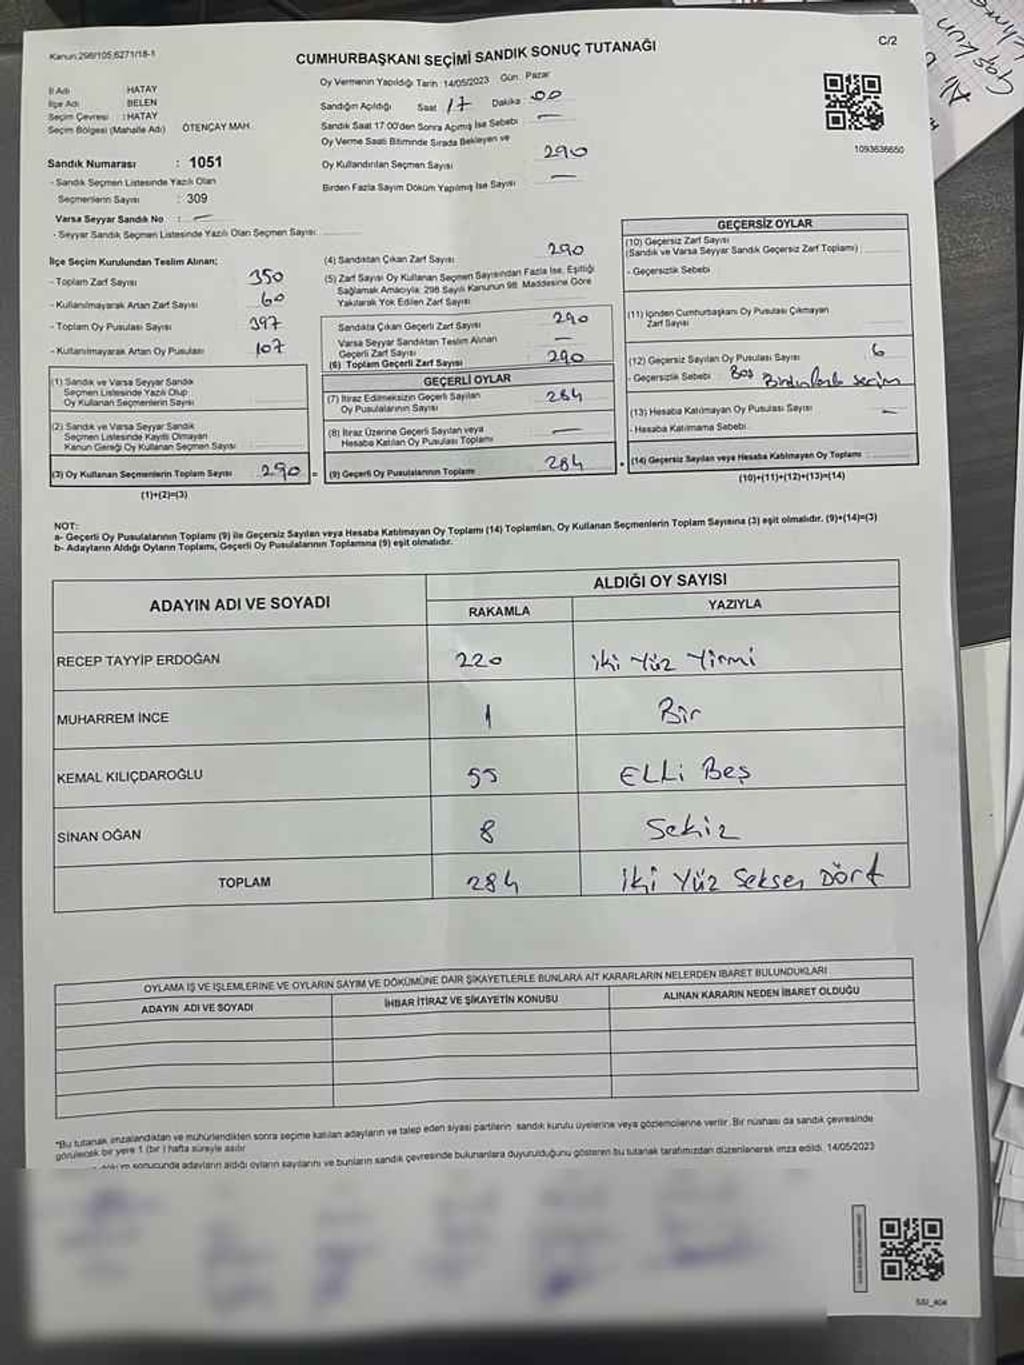 Kanun:298/105,6271/18-1
C/2
CUMHURBAŞKANI SEÇİMİ SANDIK SONUÇ TUTANAĞI
İl Adı HATAY
İlçe Adı BELEN
Seçim Çevresi : HATAY
Seçim Bölgesi (Mahalle Adı) ÖTENÇAY MAH.
Sandık Numarası : 1051
- Sandık Seçmen Listesinde Yazılı Olan
Seçmenlerin Sayısı : 309
Varsa Seyyar Sandık No : —
- Seyyar Sandık Seçmen Listesinde Yazılı Olan Seçmen Sayısı:
Oy Vermenin Yapıldığı Tarih 14/05/2023 Gün: Pazar
Sandığın Açıldığı Saat 17 Dakika 00
Sandık Saat 17.00'den Sonra Açımış İse Sebebi —
Oy Verme Saati Bitiminde Sırada Bekleyen ve
Oy Kullandırılan Seçmen Sayısı 290
Birden Fazla Sayım Döküm Yapılmış İse Sayısı —
1093636650
İlçe Seçim Kurulundan Teslim Alınan;
- Toplam Zarf Sayısı 350
- Kullanılmayarak Artan Zarf Sayısı 60
- Toplam Oy Pusulası Sayısı 397
- Kullanılmayarak Artan Oy Pusulası 107
(1) Sandık ve Varsa Seyyar Sandık
Seçmen Listesinde Yazılı Olup
Oy Kullanan Seçmenlerin Sayısı
(2) Sandık ve Varsa Seyyar Sandık
Seçmen Listesinde Kayıtlı Olmayan
Kanun Gereği Oy Kullanan Seçmen Sayısı
(3) Oy Kullanan Seçmenlerin Toplam Sayısı 290 =
(1)+(2)=(3)
(4) Sandıktan Çıkan Zarf Sayısı 290
(5) Zarf Sayısı Oy Kullanan Seçmen Sayısından Fazla İse, Eşitliği
Sağlamak Amacıyla; 298 Sayılı Kanunun 98. Maddesine Göre
Yakılarak Yok Edilen Zarf Sayısı
Sandıkta Çıkan Geçerli Zarf Sayısı 290
Varsa Seyyar Sandıktan Teslim Alınan
Geçerli Zarf Sayısı —
(6) Toplam Geçerli Zarf Sayısı 290
GEÇERLİ OYLAR
(7) İtiraz Edilmeksizin Geçerli Sayılan
Oy Pusulalarının Sayısı 284
(8) İtiraz Üzerine Geçerli Sayılan veya
Hesaba Katılan Oy Pusulası Toplamı —
(9) Geçerli Oy Pusulalarının Toplamı 284
GEÇERSİZ OYLAR
(10) Geçersiz Zarf Sayısı
(Sandık ve Varsa Seyyar Sandık Geçersiz Zarf Toplamı)
- Geçersizlik Sebebi
(11) İçinden Cumhurbaşkanı Oy Pusulası Çıkmayan
Zarf Sayısı
(12) Geçersiz Sayılan Oy Pusulası Sayısı 6
- Geçersizlik Sebebi : Boş Birdenfazla seçim
(13) Hesaba Katılmayan Oy Pusulası Sayısı —
- Hesaba Katılmama Sebebi
(14) Geçersiz Sayılan veya Hesaba Katılmayan Oy Toplamı
(10)+(11)+(12)+(13)=(14)
NOT:
a- Geçerli Oy Pusulalarının Toplamı (9) ile Geçersiz Sayılan veya Hesaba Katılmayan Oy Toplamı (14) Toplamları, Oy Kullanan Seçmenlerin Toplam Sayısına (3) eşit olmalıdır. (9)+(14)=(3)
b- Adayların Aldığı Oyların Toplamı, Geçerli Oy Pusulalarının Toplamına (9) eşit olmalıdır.
ADAYIN ADI VE SOYADI
ALDIĞI OY SAYISI
RAKAMLA YAZIYLA
RECEP TAYYİP ERDOĞAN 220 iki Yüz Yirmi
MUHARREM İNCE 1 Bir
KEMAL KILIÇDAROĞLU 55 ELLi Beş
SİNAN OĞAN 8 Sekiz
TOPLAM 284 iki Yüz Seksen Dört
OYLAMA İŞ VE İŞLEMLERİNE VE OYLARIN SAYIM VE DÖKÜMÜNE DAİR ŞİKAYETLERLE BUNLARA AİT KARARLARIN NELERDEN İBARET BULUNDUKLARI
ADAYIN ADI VE SOYADI İHBAR İTİRAZ VE ŞİKAYETİN KONUSU ALINAN KARARIN NEDEN İBARET OLDUĞU
*Bu tutanak imzalandıktan ve mühürlendikten sonra seçime katılan adayların ve talep eden siyasi partilerin sandık kurulu üyelerine veya gözlemcilerine verilir. Bir nüshası da sandık çevresinde
görülecek bir yere 1 (bir) hafta süreyle asılır
sonucunda adayların aldığı oyların sayılarını ve bunların sandık çevresinde bulunanlara duyurulduğunu gösteren bu tutanak tarafımızdan düzenlenerek imza edildi. 14/05/2023